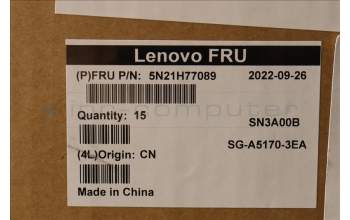 Lenovo FRU
(P)FRU P/N: 5N21H77089 2022-09-26
Quantity: 15 SN3A00B
SG-A5170-3EA
(4L)Origin: CN
Made in China